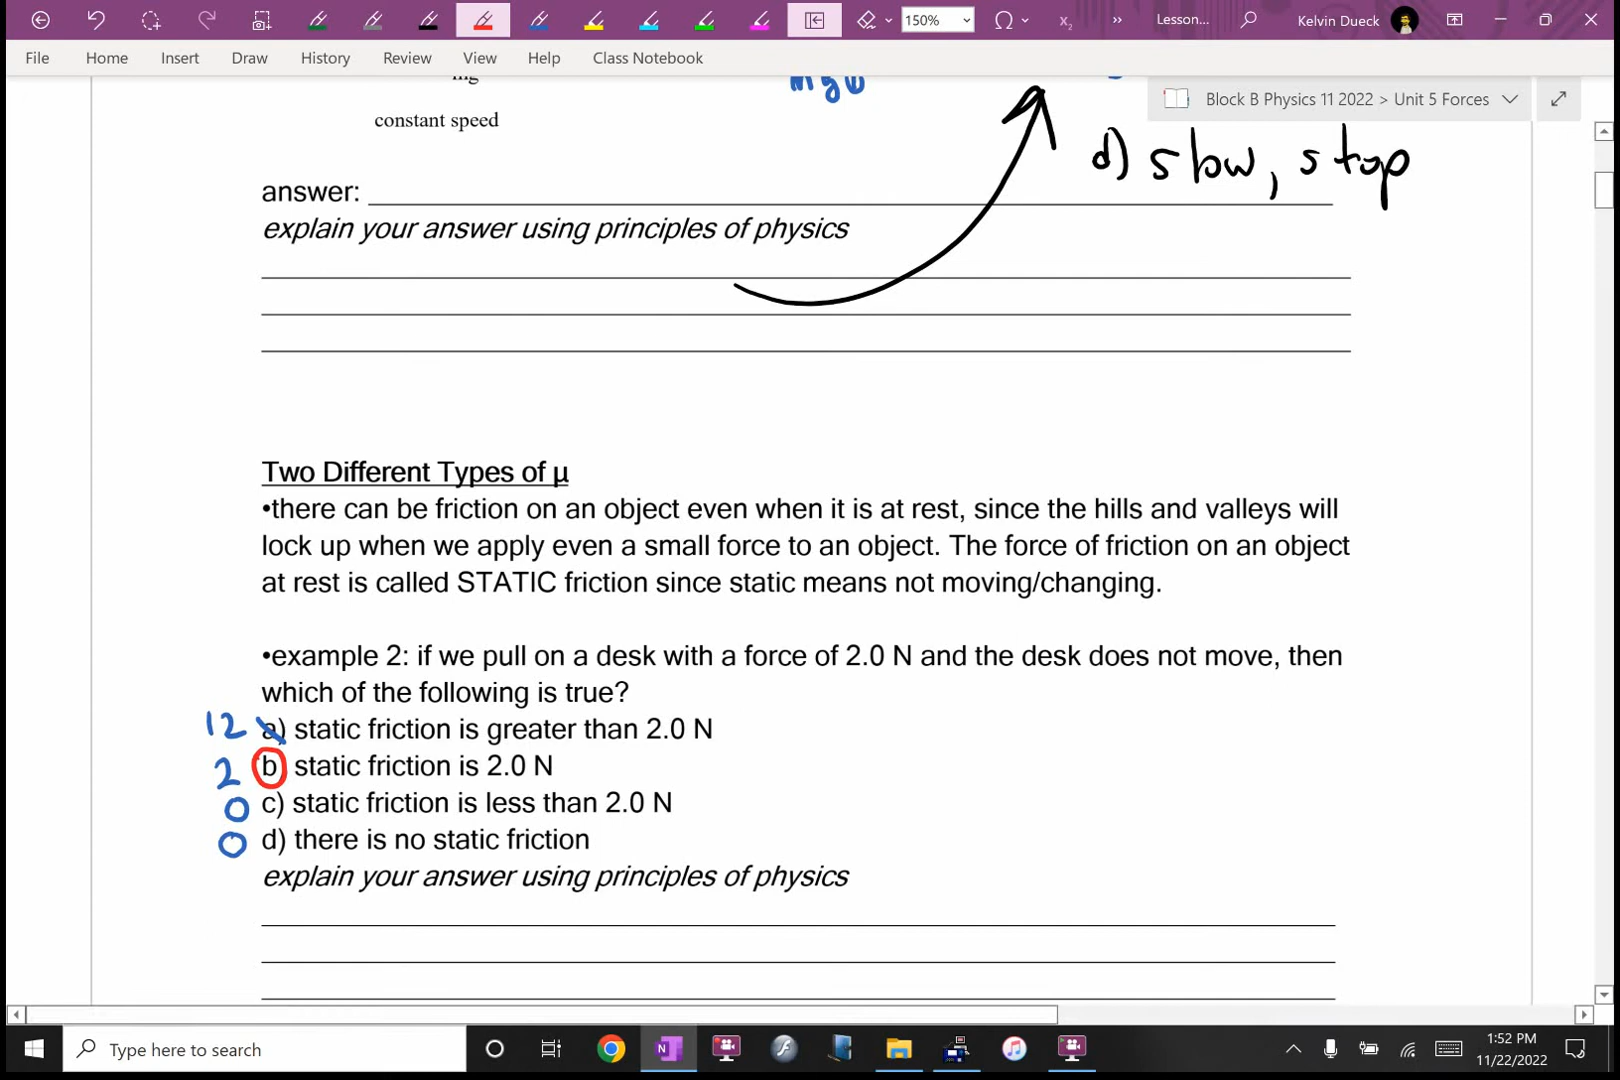 150%
Lesson...
Kelvin Dueck
File Home Insert Draw History Review View Help Class Notebook
Block B Physics 11 2022 > Unit 5 Forces
constant speed
d) slow, stop
answer:
explain your answer using principles of physics
Two Different Types of µ
•there can be friction on an object even when it is at rest, since the hills and valleys will
lock up when we apply even a small force to an object. The force of friction on an object
at rest is called STATIC friction since static means not moving/changing.
•example 2: if we pull on a desk with a force of 2.0 N and the desk does not move, then
which of the following is true?
12 a) static friction is greater than 2.0 N
2 b) static friction is 2.0 N
0 c) static friction is less than 2.0 N
0 d) there is no static friction
explain your answer using principles of physics
Type here to search
1:52 PM
11/22/2022